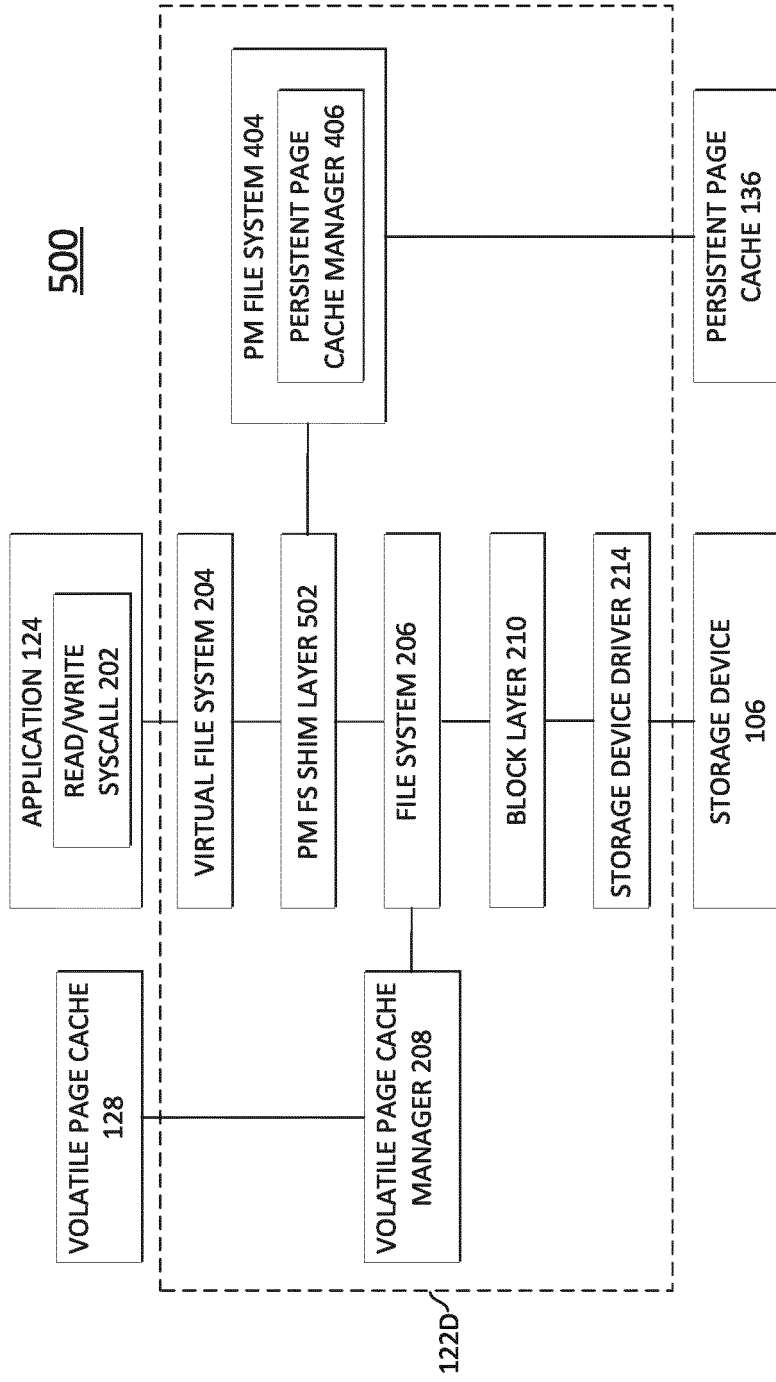 500
VOLATILE PAGE CACHE
128
APPLICATION 124
READ/WRITE
SYSCALL 202
VIRTUAL FILE SYSTEM 204
PM FS SHIM LAYER 502
PM FILE SYSTEM 404
PERSISTENT PAGE
CACHE MANAGER 406
VOLATILE PAGE CACHE
MANAGER 208
FILE SYSTEM 206
BLOCK LAYER 210
STORAGE DEVICE DRIVER 214
122D
STORAGE DEVICE
106
PERSISTENT PAGE
CACHE 136